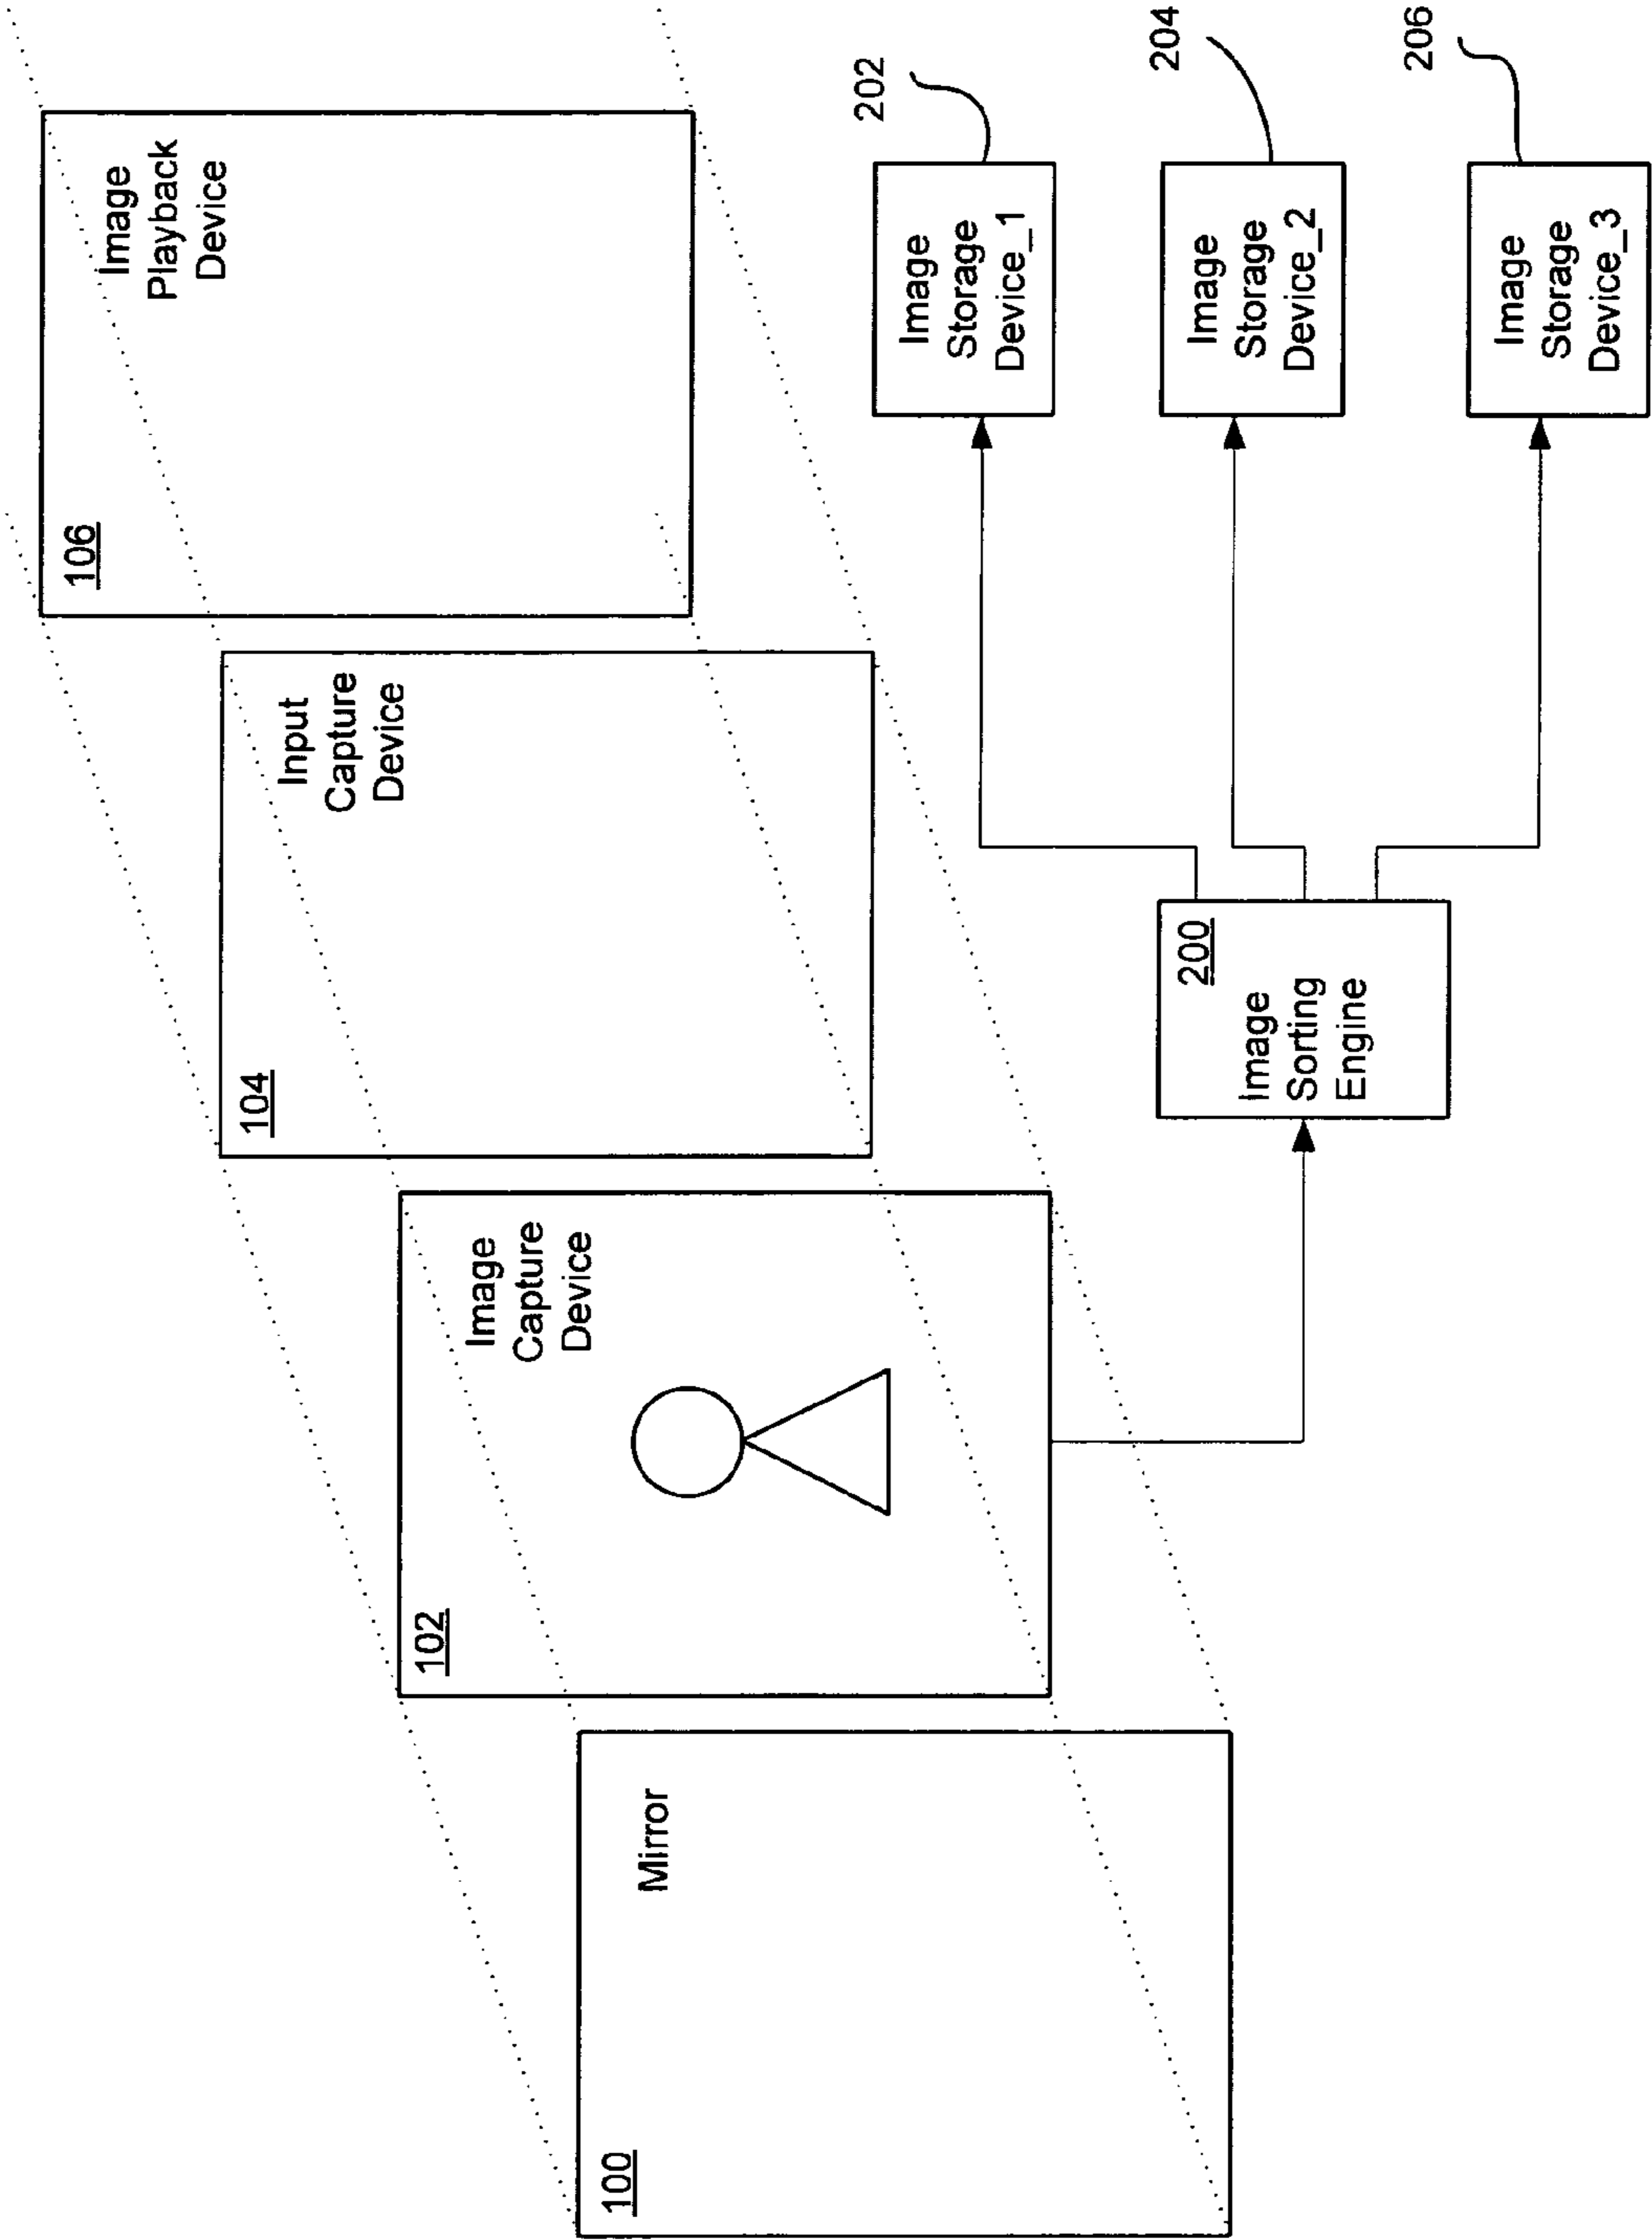 100
Mirror
102
Image
Capture
Device
104
Input
Capture
Device
106
Image
Playback
Device
200
Image
Sorting
Engine
202
Image
Storage
Device_1
204
Image
Storage
Device_2
206
Image
Storage
Device_3